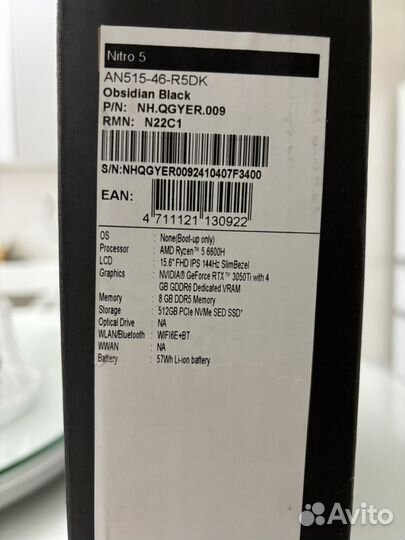 Nitro 5
AN515-46-R5DK
Obsidian Black
P/N: NH.QGYER.009
RMN: N22C1
S/N:NHQGYER0092410407F3400
EAN:
4 711121 130922
OS : None(Boot-up only)
Processor : AMD Ryzen™ 5 6600H
LCD : 15.6" FHD IPS 144Hz SlimBezel
Graphics : NVIDIA® GeForce RTX™ 3050Ti with 4
GB GDDR6 Dedicated VRAM
Memory : 8 GB DDR5 Memory
Storage : 512GB PCIe NVMe SED SSD*
Optical Drive : NA
WLAN/Bluetooth : WIFI6E+BT
WWAN : NA
Battery : 57Wh Li-ion battery
Avito